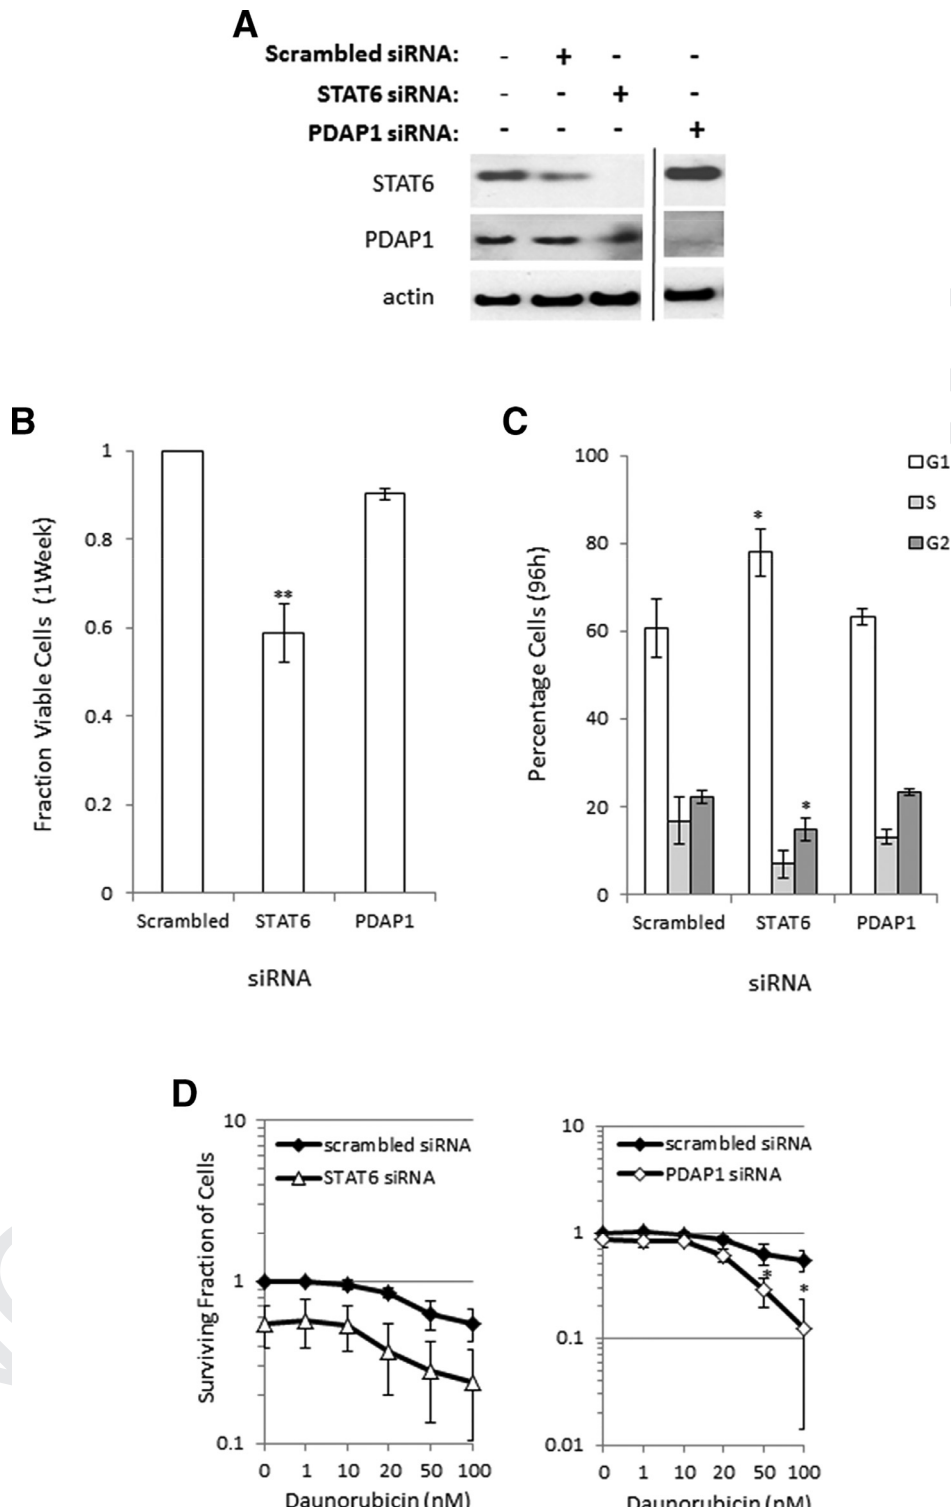 A
Scrambled siRNA: - + - -
STAT6 siRNA: - - + -
PDAP1 siRNA: - - - +
STAT6
PDAP1
actin
B
Fraction Viable Cells (1Week)
1
0.8
0.6
0.4
0.2
0
**
Scrambled STAT6 PDAP1
siRNA
C
Percentage Cells (96h)
100
80
60
40
20
0
*
*
G1
S
G2
Scrambled STAT6 PDAP1
siRNA
D
Surviving Fraction of Cells
10
1
0.1
scrambled siRNA
STAT6 siRNA
0 1 10 20 50 100
Daunorubicin (nM)
10
1
0.1
0.01
scrambled siRNA
PDAP1 siRNA
*
*
0 1 10 20 50 100
Daunorubicin (nM)